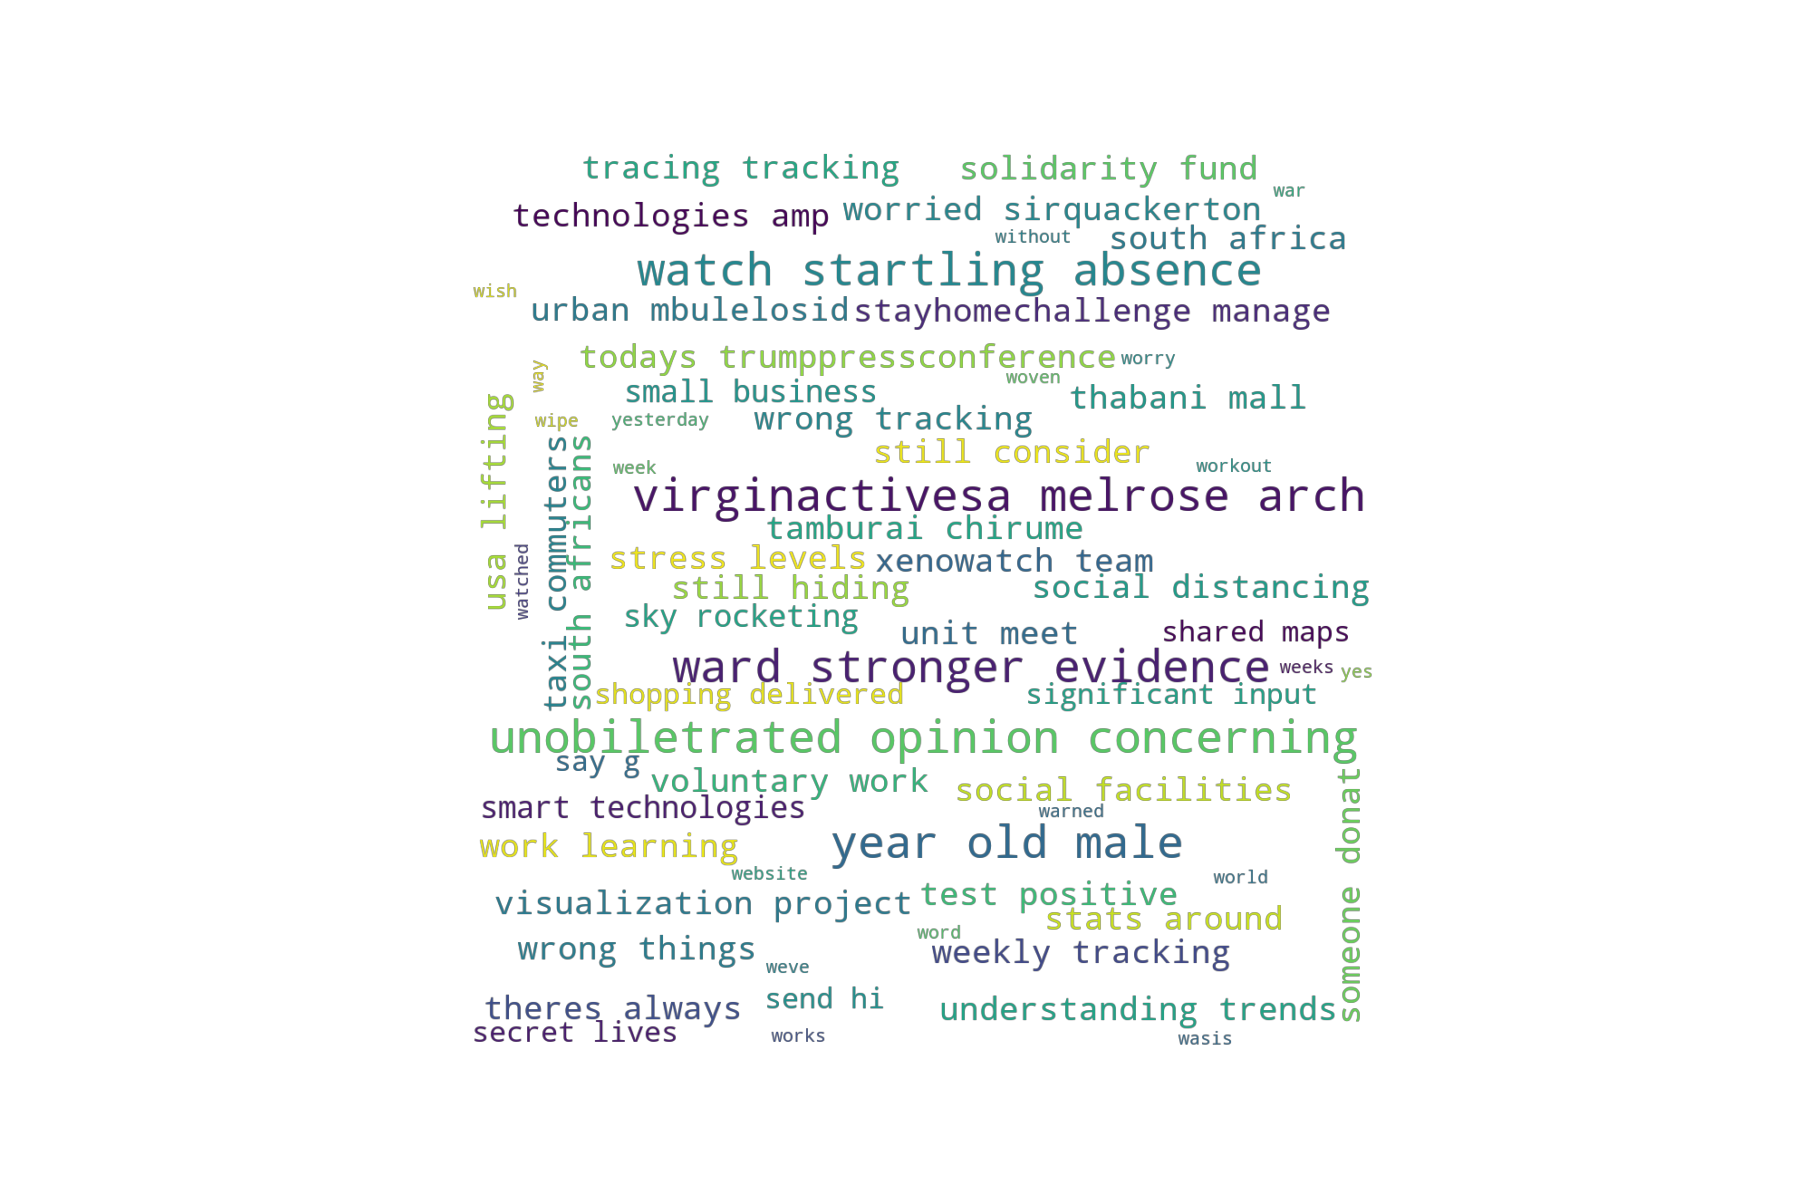 tracing tracking
solidarity fund
war
technologies amp
worried sirquackerton
without
south africa
watch startling absence
wish
urban mbulelosid
stayhomechallenge manage
todays trumppressconference
worry
way
woven
small business
thabani mall
usa lifting
wipe
yesterday
wrong tracking
taxi commuters
south africans
still consider
week
workout
virginactivesa melrose arch
tamburai chirume
watched
stress levels
xenowatch team
still hiding
social distancing
sky rocketing
unit meet
shared maps
ward stronger evidence
weeks
yes
shopping delivered
significant input
unobiletrated opinion concerning
say g
voluntary work
social facilities
someone donato
smart technologies
warned
work learning
year old male
website
world
visualization project
test positive
stats around
word
wrong things
weekly tracking
weve
theres always
send hi
understanding trends
secret lives
works
wasis